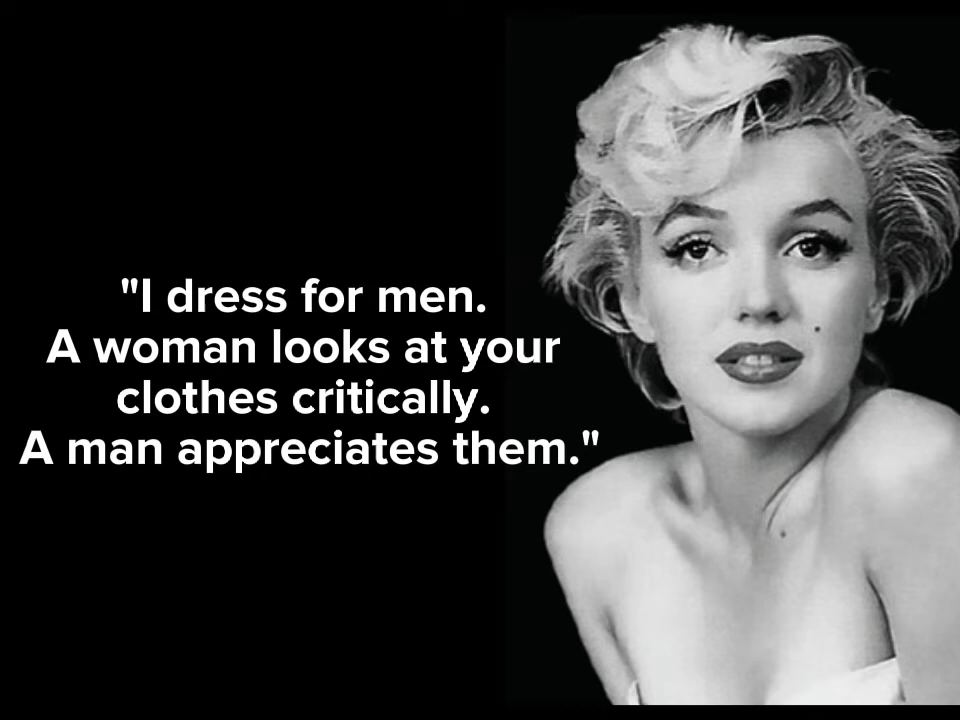 "I dress for men.
A woman looks at your
clothes critically.
A man appreciates them."